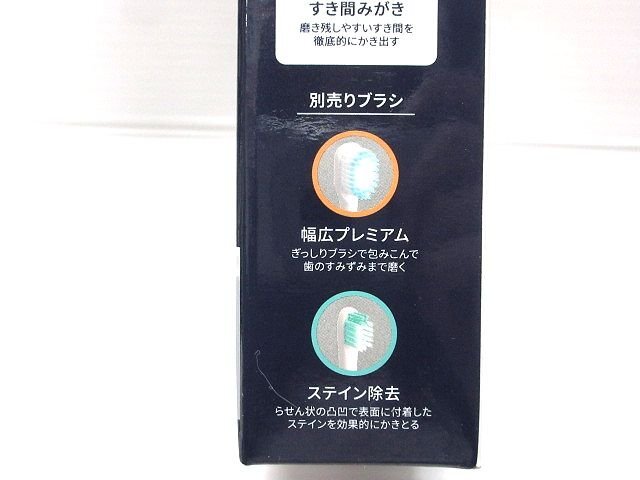 すき間みがき
磨き残しやすいすき間を
徹底的にかき出す
別売りブラシ
幅広プレミアム
ぎっしりブラシで包みこんで
歯のすみずみまで磨く
ステイン除去
らせん状の凸凹で表面に付着した
ステインを効果的にかきとる